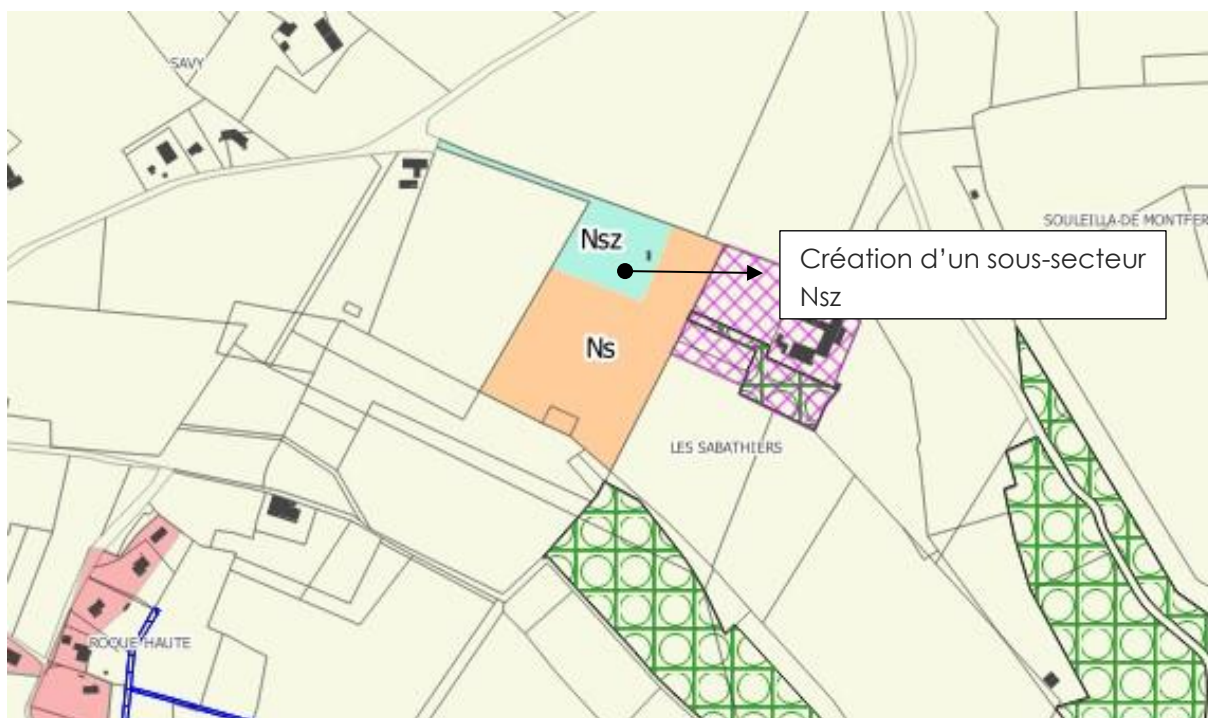 SAVY
SOULEILLA-DE MONTFER
Nsz
Création d’un sous-secteur
Nsz
Ns
LES SABATHIERS
ROQUE-HAUTE